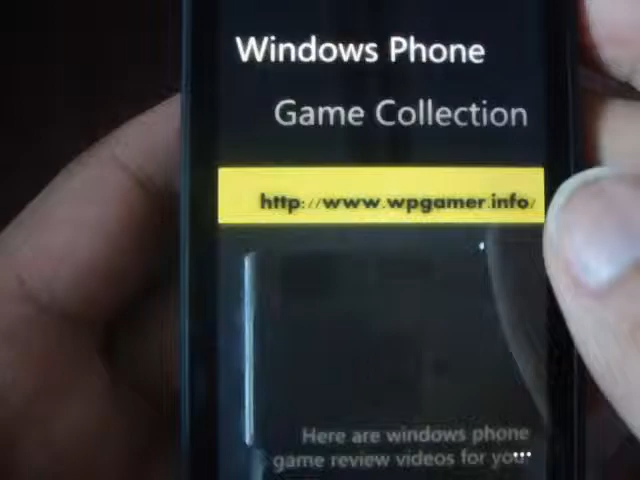 Windows Phone
Game Collection
http://www.wpgamer.info/
Here are windows phone
game review videos for you